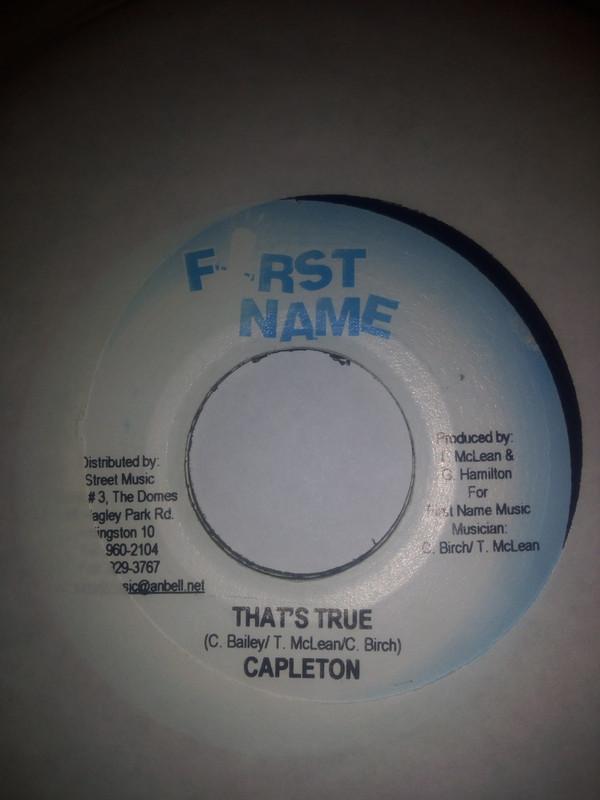 F RST
NAME
Distributed by:
Street Music
# 3, The Domes
agley Park Rd.
ingston 10
960-2104
929-3767
sic@anbell.net
Produced by:
McLean &
G. Hamilton
For
First Name Music
Musician:
C. Birch/ T. McLean
THAT'S TRUE
(C. Bailey/ T. McLean/C. Birch)
CAPLETON